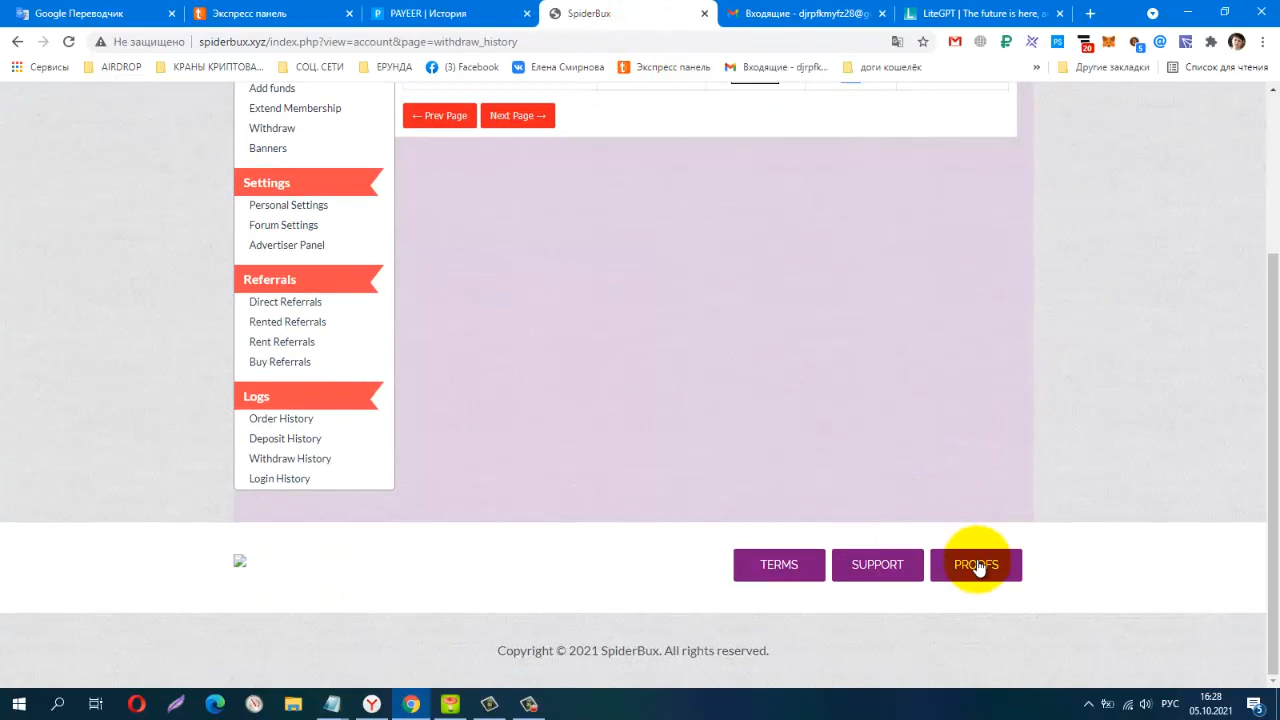 Google Переводчик
Экспресс панель
PAYEER | История
SpiderBux
Входящие - djrpfkmyfz28@g
LiteGPT | The future is here, a
Не защищено
spiderbux.xyz/index.php?view=account&page=withdraw_history
20
5
Сервисы
AIRDROP
КРАНЫ КРИПТОВА...
СОЦ. СЕТИ
ЕРУНДА
(3) Facebook
Елена Смирнова
Экспресс панель
Входящие - djrpfk...
доги кошелёк
»
Другие закладки
Список для чтения
Add funds
Extend Membership
Withdraw
Banners
← Prev Page
Next Page →
Settings
Personal Settings
Forum Settings
Advertiser Panel
Referrals
Direct Referrals
Rented Referrals
Rent Referrals
Buy Referrals
Logs
Order History
Deposit History
Withdraw History
Login History
TERMS
SUPPORT
Copyright © 2021 SpiderBux. All rights reserved.
РУС
16:28
05.10.2021